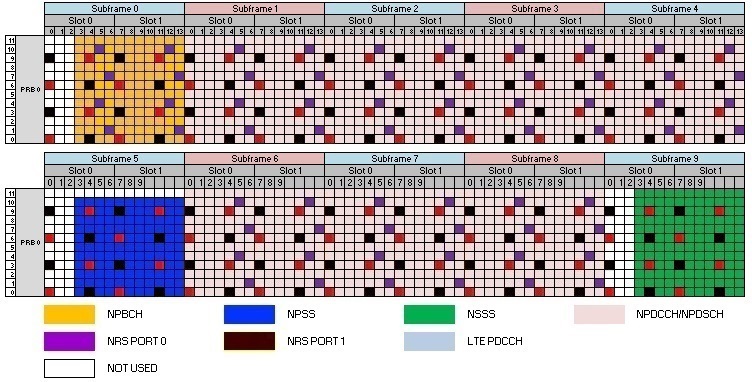 Subframe 0 Subframe 1 Subframe 2 Subframe 3 Subframe 4
Slot 0 Slot 1 Slot 0 Slot 1 Slot 0 Slot 1 Slot 0 Slot 1 Slot 0 Slot 1
0 1 2 3 4 5 6 7 8 9 10 11 12 13 0 1 2 3 4 5 6 7 8 9 10 11 12 13 0 1 2 3 4 5 6 7 8 9 10 11 12 13 0 1 2 3 4 5 6 7 8 9 10 11 12 13 0 1 2 3 4 5 6 7 8 9 10 11 12 13
PRB 0
11
10
9
8
7
6
5
4
3
2
1
0
Subframe 5 Subframe 6 Subframe 7 Subframe 8 Subframe 9
Slot 0 Slot 1 Slot 0 Slot 1 Slot 0 Slot 1 Slot 0 Slot 1 Slot 0 Slot 1
0 1 2 3 4 5 6 7 8 9 0 1 2 3 4 5 6 7 8 9 0 1 2 3 4 5 6 7 8 9 0 1 2 3 4 5 6 7 8 9 0 1 2 3 4 5 6 7 8 9
PRB 0
11
10
9
8
7
6
5
4
3
2
1
0
NPBCH NPSS NSSS NPDCCH/NPDSCH
NRS PORT 0 NRS PORT 1 LTE PDCCH
NOT USED